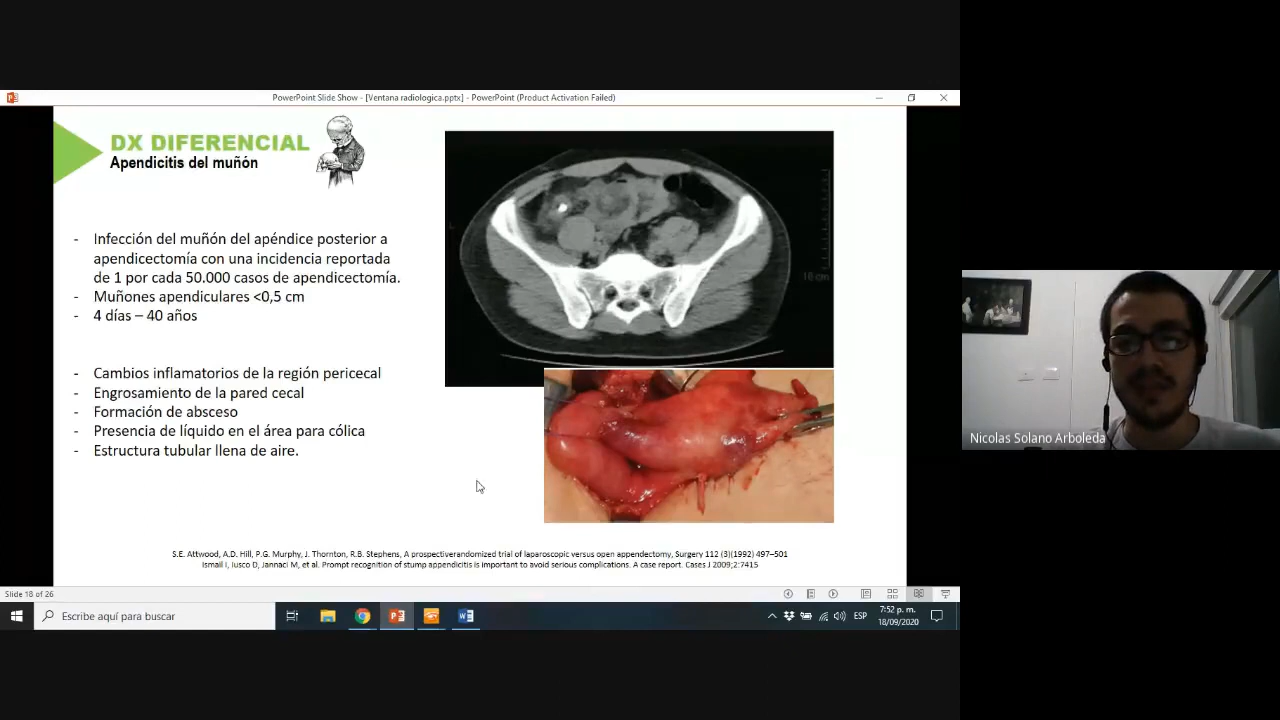 PowerPoint Slide Show - [Ventana radiologica.pptx] - PowerPoint (Product Activation Failed)
DX DIFERENCIAL
Apendicitis del muñón
- Infección del muñón del apéndice posterior a
apendicectomía con una incidencia reportada
de 1 por cada 50.000 casos de apendicectomía.
- Muñones apendiculares <0,5 cm
- 4 días – 40 años
- Cambios inflamatorios de la región pericecal
- Engrosamiento de la pared cecal
- Formación de absceso
- Presencia de líquido en el área para cólica
- Estructura tubular llena de aire.
10 cm
S.E. Attwood, A.D. Hill, P.G. Murphy, J. Thornton, R.B. Stephens, A prospectiverandomized trial of laparoscopic versus open appendectomy, Surgery 112 (3)(1992) 497–501
Ismail I, Iusco D, Jannaci M, et al. Prompt recognition of stump appendicitis is important to avoid serious complications. A case report. Cases J 2009;2:7415
Nicolas Solano Arboleda
Slide 18 of 26
Escribe aquí para buscar
ESP
7:52 p. m.
18/09/2020